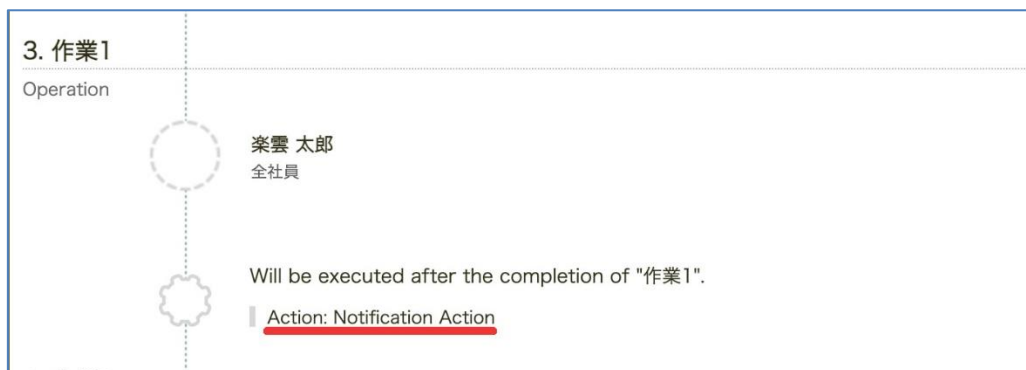 3. 作業1
Operation
楽雲 太郎
全社員
Will be executed after the completion of "作業1".
Action: Notification Action